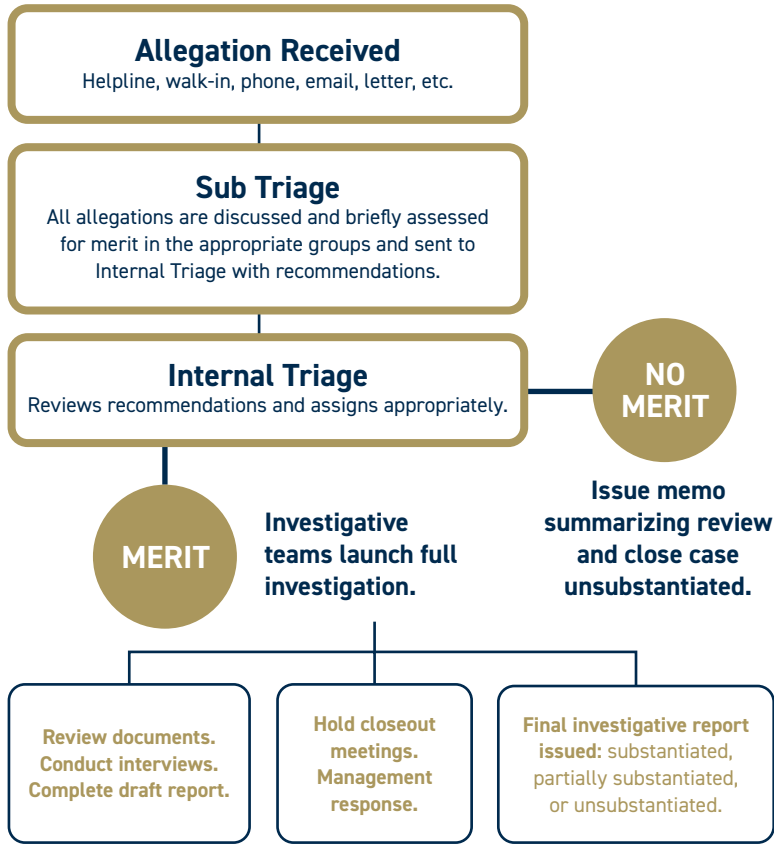 Allegation Received
Helpline, walk-in, phone, email, letter, etc.
Sub Triage
All allegations are discussed and briefly assessed
for merit in the appropriate groups and sent to
Internal Triage with recommendations.
Internal Triage
Reviews recommendations and assigns appropriately.
NO
MERIT
Issue memo
summarizing review
and close case
unsubstantiated.
MERIT
Investigative
teams launch full
investigation.
Review documents.
Conduct interviews.
Complete draft report.
Hold closeout
meetings.
Management
response.
Final investigative report
issued: substantiated,
partially substantiated,
or unsubstantiated.